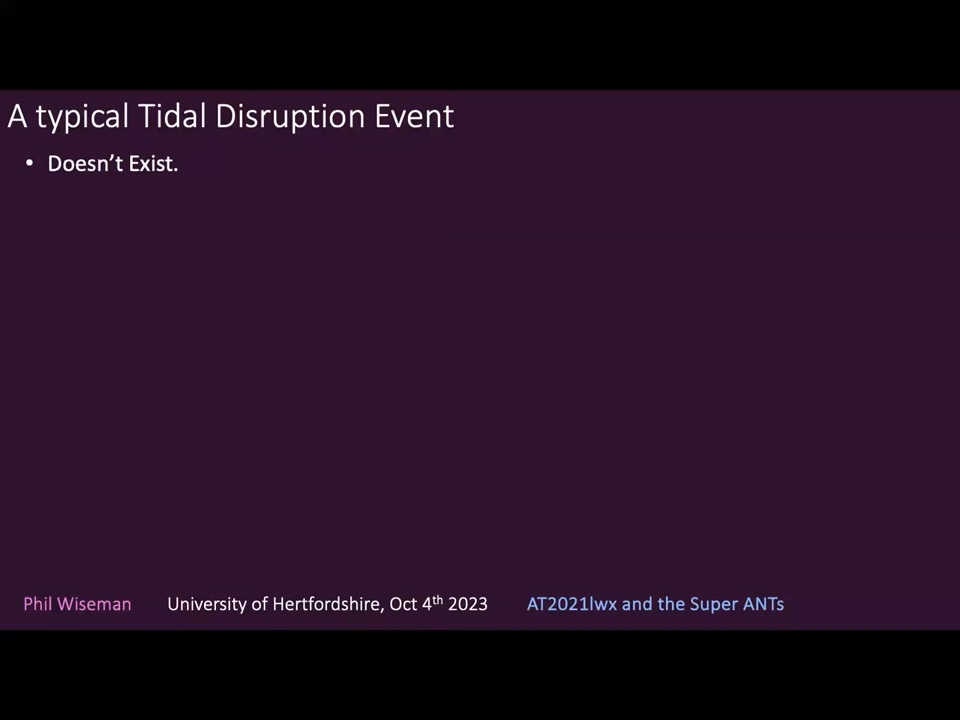 A typical Tidal Disruption Event
• Doesn’t Exist.
Phil Wiseman University of Hertfordshire, Oct 4th 2023 AT2021lwx and the Super ANTs